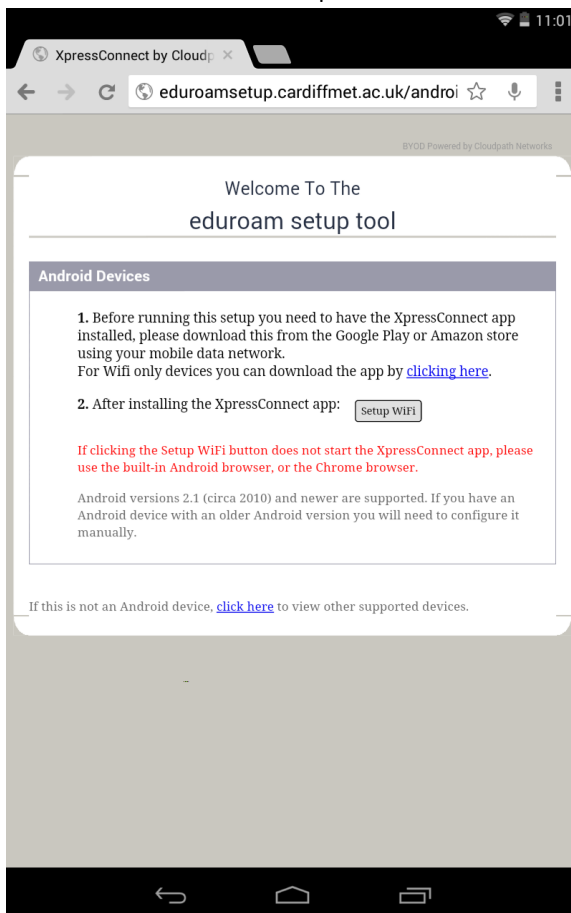 11:01
XpressConnect by Cloudp
eduroamsetup.cardiffmet.ac.uk/androi
BYOD Powered by Cloudpath Networks
Welcome To The
eduroam setup tool
Android Devices
1. Before running this setup you need to have the XpressConnect app
installed, please download this from the Google Play or Amazon store
using your mobile data network.
For Wifi only devices you can download the app by clicking here.
2. After installing the XpressConnect app: Setup WiFi
If clicking the Setup WiFi button does not start the XpressConnect app, please
use the built-in Android browser, or the Chrome browser.
Android versions 2.1 (circa 2010) and newer are supported. If you have an
Android device with an older Android version you will need to configure it
manually.
If this is not an Android device, click here to view other supported devices.